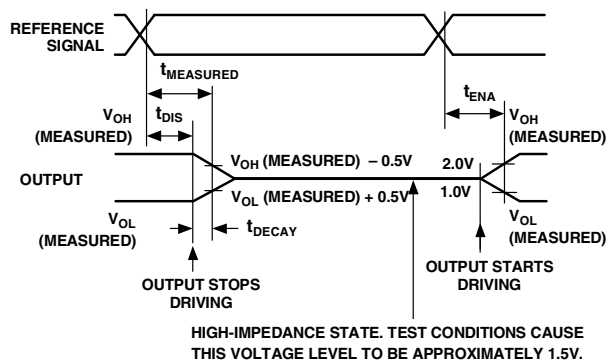 REFERENCE
SIGNAL
tMEASURED
tDIS
tENA
VOH
(MEASURED)
VOH
(MEASURED)
VOH (MEASURED) – 0.5V
2.0V
OUTPUT
VOL (MEASURED) + 0.5V
1.0V
VOL
(MEASURED)
tDECAY
VOL
(MEASURED)
OUTPUT STOPS
DRIVING
OUTPUT STARTS
DRIVING
HIGH-IMPEDANCE STATE. TEST CONDITIONS CAUSE
THIS VOLTAGE LEVEL TO BE APPROXIMATELY 1.5V.